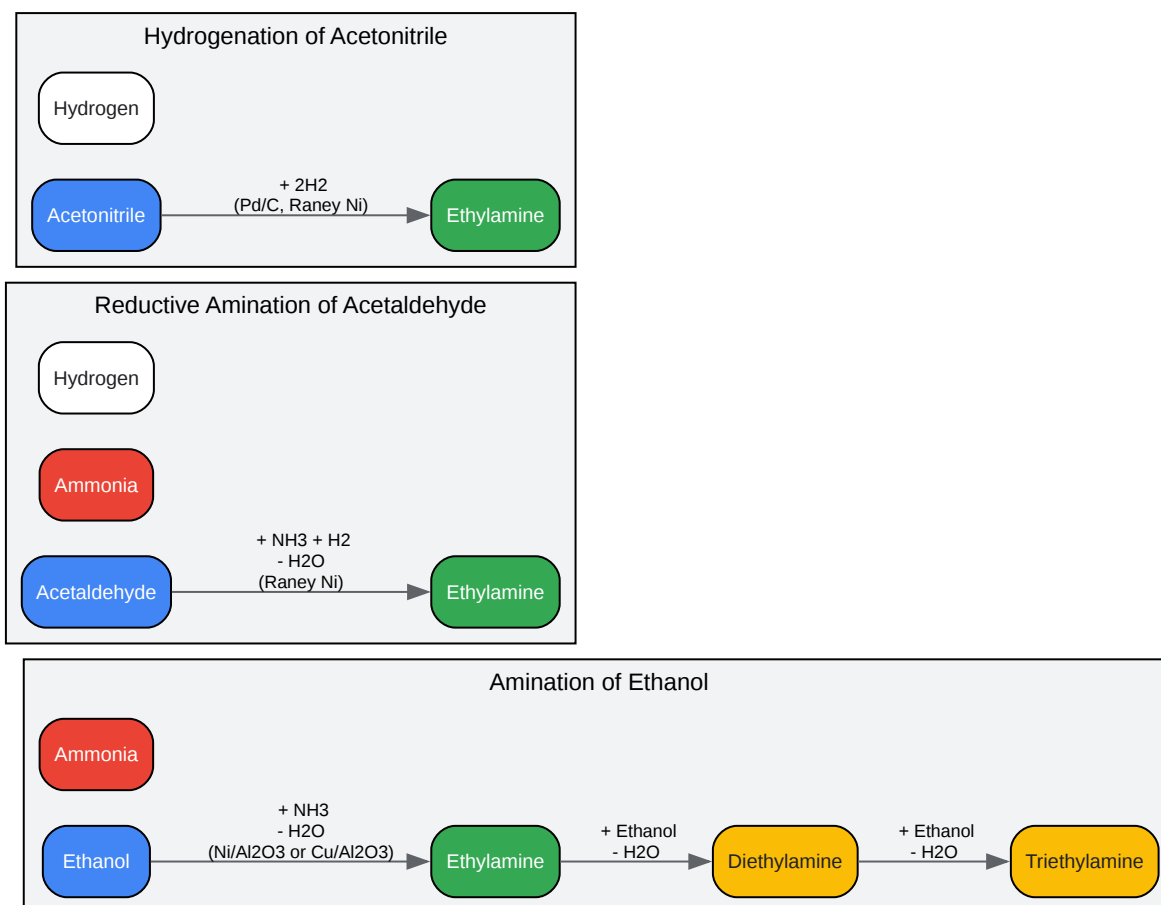 Hydrogenation of Acetonitrile
Hydrogen
Acetonitrile
+ 2H2
(Pd/C, Raney Ni)
Ethylamine
Reductive Amination of Acetaldehyde
Hydrogen
Ammonia
Acetaldehyde
+ NH3 + H2
- H2O
(Raney Ni)
Ethylamine
Amination of Ethanol
Ammonia
Ethanol
+ NH3
- H2O
(Ni/Al2O3 or Cu/Al2O3)
Ethylamine
+ Ethanol
- H2O
Diethylamine
+ Ethanol
- H2O
Triethylamine